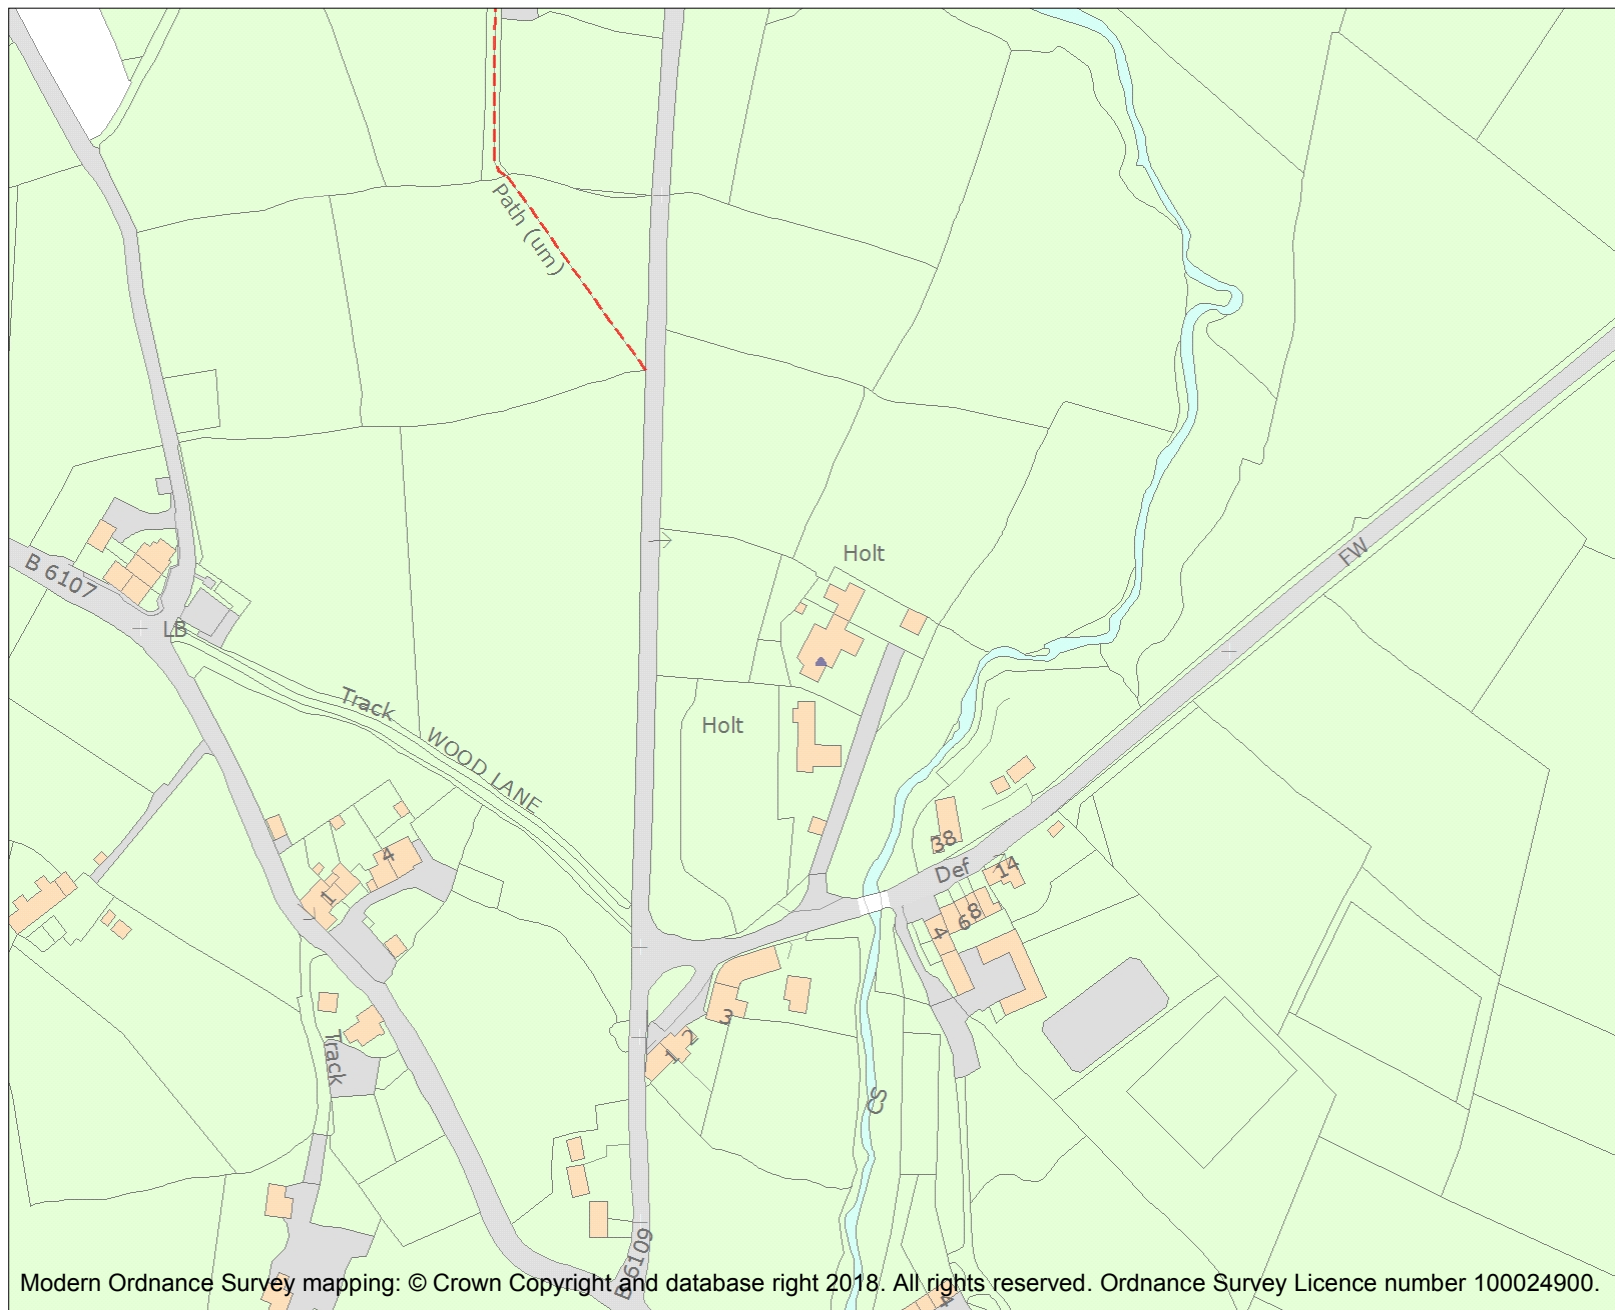 Path (um)
Holt
FW
B 6107
LB
Track
WOOD LANE
Holt
4
1
38
Def
14
8
6
4
3
2
1
Track
CS
B 6109
4
Modern Ordnance Survey mapping: © Crown Copyright and database right 2018. All rights reserved. Ordnance Survey Licence number 100024900.